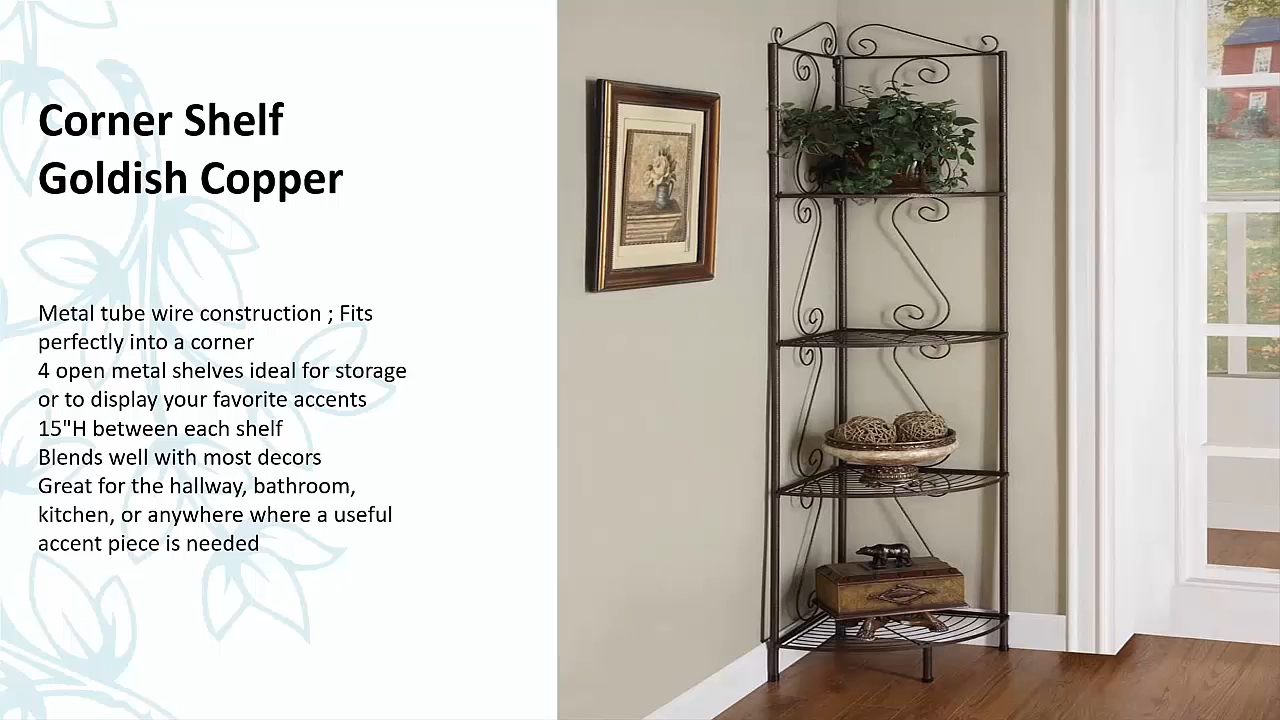 Corner Shelf
Goldish Copper
Metal tube wire construction ; Fits
perfectly into a corner
4 open metal shelves ideal for storage
or to display your favorite accents
15"H between each shelf
Blends well with most decors
Great for the hallway, bathroom,
kitchen, or anywhere where a useful
accent piece is needed